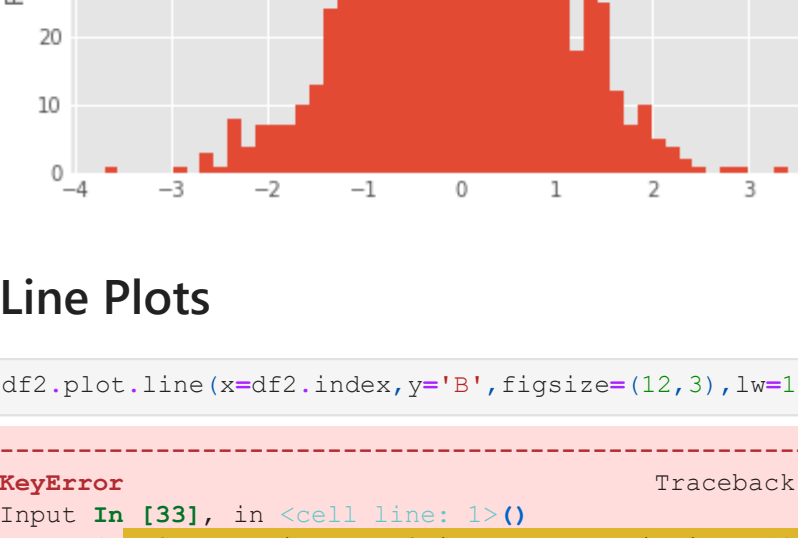 20
10
0
−4 −3 −2 −1 0 1 2 3
Line Plots
df2.plot.line(x=df2.index,y='B',figsize=(12,3),lw=1
-----------------------------------------------------
KeyError Traceback
Input In [33], in <cell line: 1>()